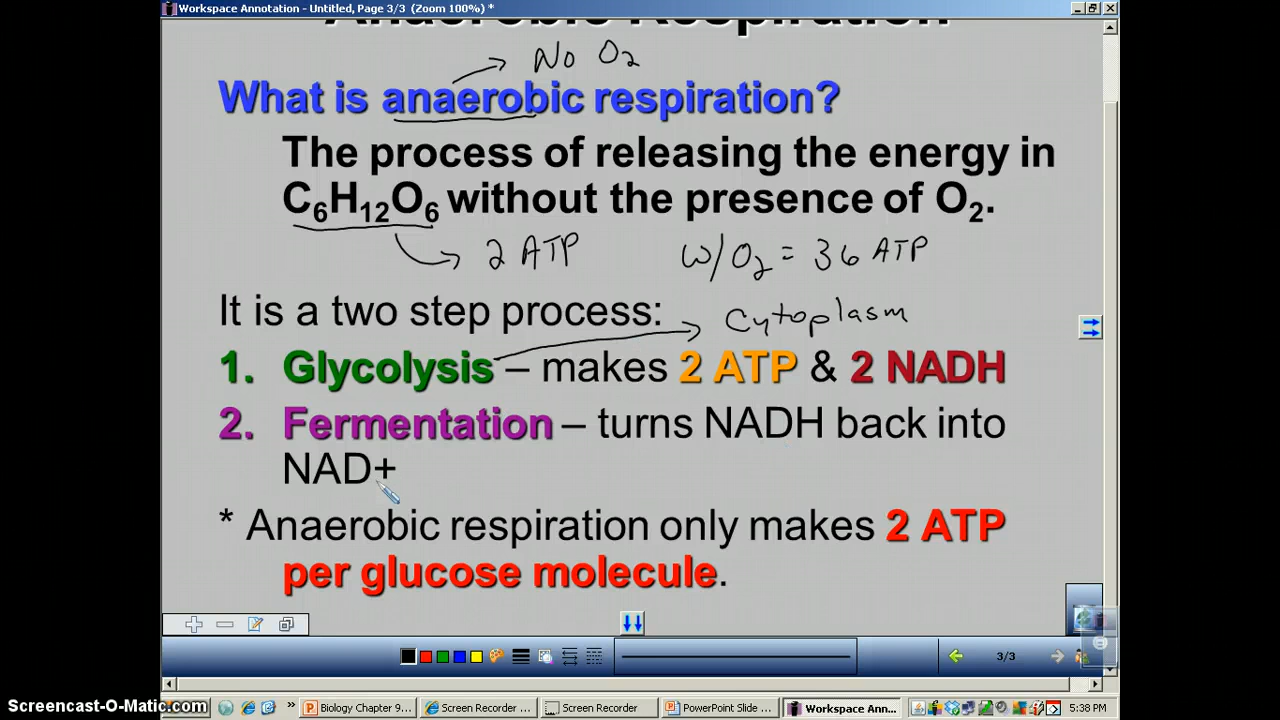 Workspace Annotation - Untitled, Page 3/3 (Zoom 100%) *
Anaerobic Respiration
No O2
What is anaerobic respiration?
The process of releasing the energy in
C6H12O6 without the presence of O2.
2 ATP w/O2 = 36 ATP
It is a two step process: Cytoplasm
1. Glycolysis – makes 2 ATP & 2 NADH
2. Fermentation – turns NADH back into
NAD+
* Anaerobic respiration only makes 2 ATP
per glucose molecule.
3/3
Screencast-O-Matic.com
» Biology Chapter 9... Screen Recorder ... Screen Recorder PowerPoint Slide ... Workspace Ann... 5:38 PM